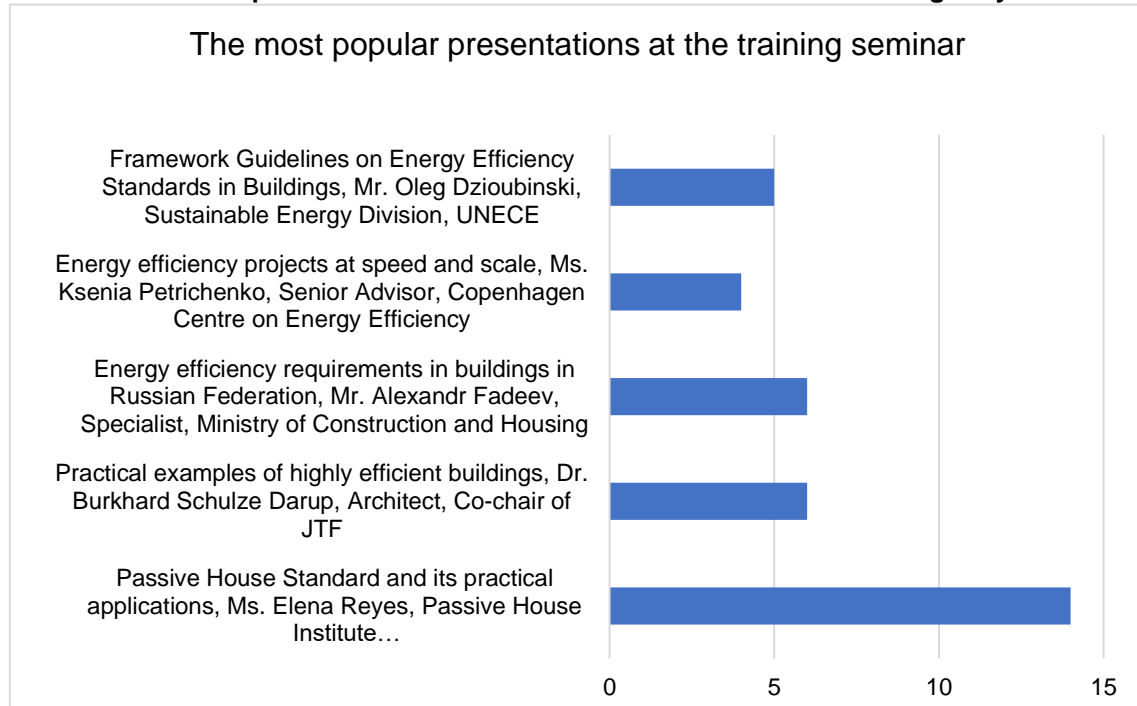 The most popular presentations at the training seminar
Framework Guidelines on Energy Efficiency
Standards in Buildings, Mr. Oleg Dzioubinski,
Sustainable Energy Division, UNECE
Energy efficiency projects at speed and scale, Ms.
Ksenia Petrichenko, Senior Advisor, Copenhagen
Centre on Energy Efficiency
Energy efficiency requirements in buildings in
Russian Federation, Mr. Alexandr Fadeev,
Specialist, Ministry of Construction and Housing
Practical examples of highly efficient buildings, Dr.
Burkhard Schulze Darup, Architect, Co-chair of
JTF
Passive House Standard and its practical
applications, Ms. Elena Reyes, Passive House
Institute…
0 5 10 15